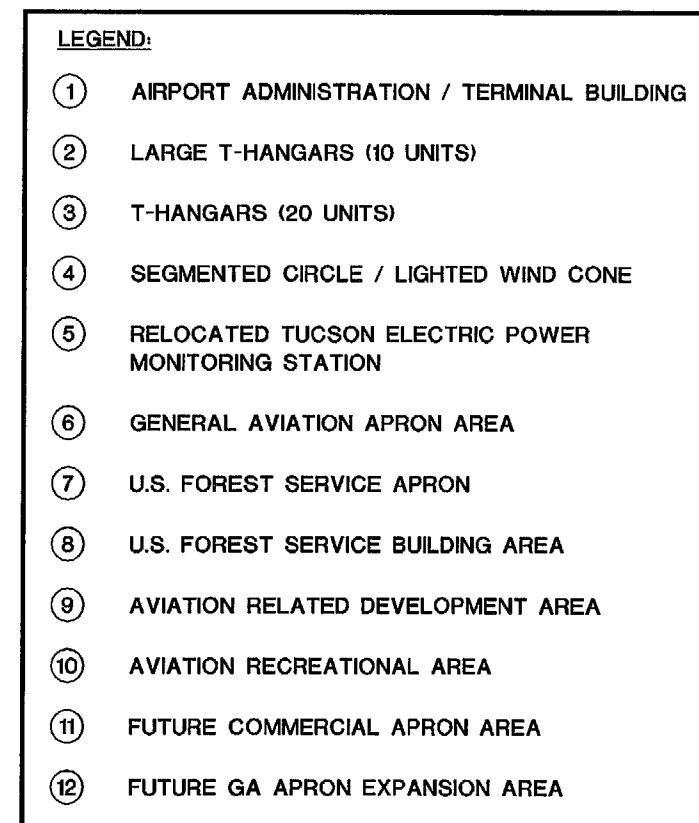 LEGEND:
1 AIRPORT ADMINISTRATION / TERMINAL BUILDING
2 LARGE T-HANGARS (10 UNITS)
3 T-HANGARS (20 UNITS)
4 SEGMENTED CIRCLE / LIGHTED WIND CONE
5 RELOCATED TUCSON ELECTRIC POWER
MONITORING STATION
6 GENERAL AVIATION APRON AREA
7 U.S. FOREST SERVICE APRON
8 U.S. FOREST SERVICE BUILDING AREA
9 AVIATION RELATED DEVELOPMENT AREA
10 AVIATION RECREATIONAL AREA
11 FUTURE COMMERCIAL APRON AREA
12 FUTURE GA APRON EXPANSION AREA